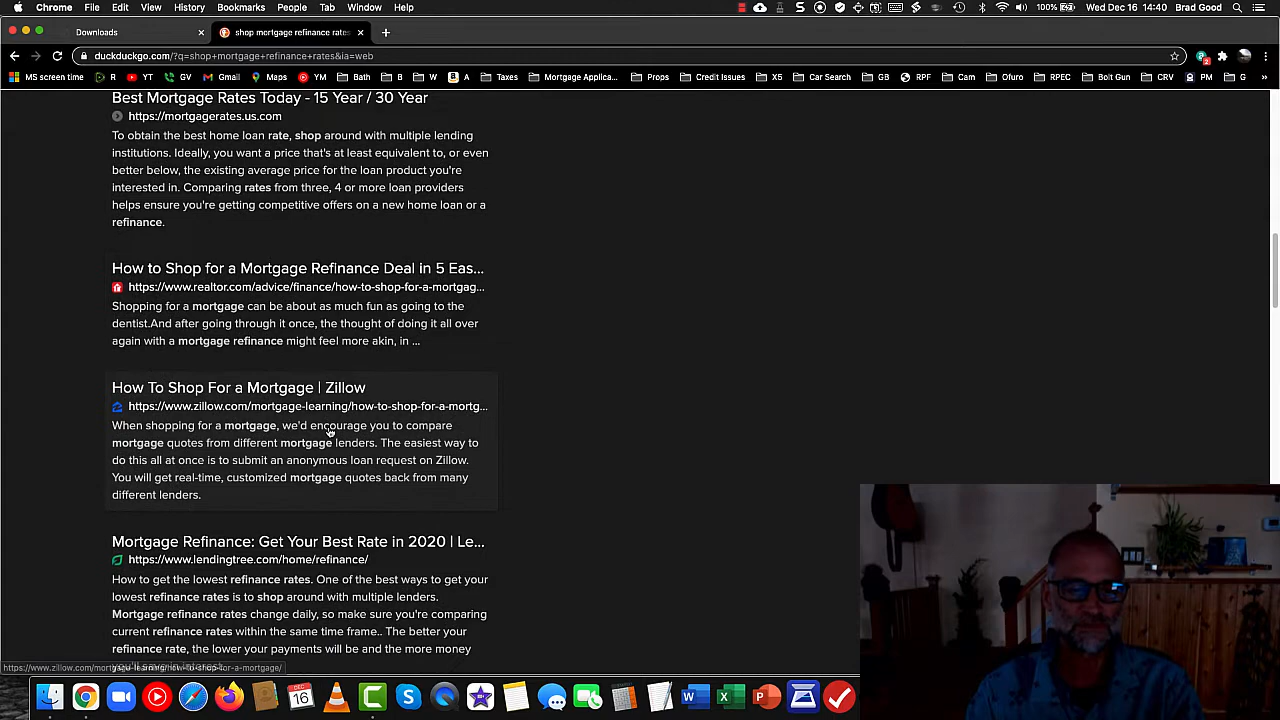 Chrome File Edit View History Bookmarks People Tab Window Help 100% Wed Dec 16 14:40 Brad Good
Downloads shop mortgage refinance rates
duckduckgo.com/?q=shop+mortgage+refinance+rates&ia=web
MS screen time R YT GV Gmail Maps YM Bath B W A Taxes Mortgage Applica... Props Credit Issues X5 Car Search GB RPF Cam Ofuro RPEC Bolt Gun CRV PM G »
Best Mortgage Rates Today - 15 Year / 30 Year
https://mortgagerates.us.com
To obtain the best home loan rate, shop around with multiple lending
institutions. Ideally, you want a price that's at least equivalent to, or even
better below, the existing average price for the loan product you're
interested in. Comparing rates from three, 4 or more loan providers
helps ensure you're getting competitive offers on a new home loan or a
refinance.
How to Shop for a Mortgage Refinance Deal in 5 Eas...
https://www.realtor.com/advice/finance/how-to-shop-for-a-mortgag...
Shopping for a mortgage can be about as much fun as going to the
dentist.And after going through it once, the thought of doing it all over
again with a mortgage refinance might feel more akin, in ...
How To Shop For a Mortgage | Zillow
https://www.zillow.com/mortgage-learning/how-to-shop-for-a-mortg...
When shopping for a mortgage, we'd encourage you to compare
mortgage quotes from different mortgage lenders. The easiest way to
do this all at once is to submit an anonymous loan request on Zillow.
You will get real-time, customized mortgage quotes back from many
different lenders.
Mortgage Refinance: Get Your Best Rate in 2020 | Le...
https://www.lendingtree.com/home/refinance/
How to get the lowest refinance rates. One of the best ways to get your
lowest refinance rates is to shop around with multiple lenders.
Mortgage refinance rates change daily, so make sure you're comparing
current refinance rates within the same time frame.. The better your
refinance rate, the lower your payments will be and the more money
https://www.zillow.com/mortgage-learning/how-to-shop-for-a-mortgage/